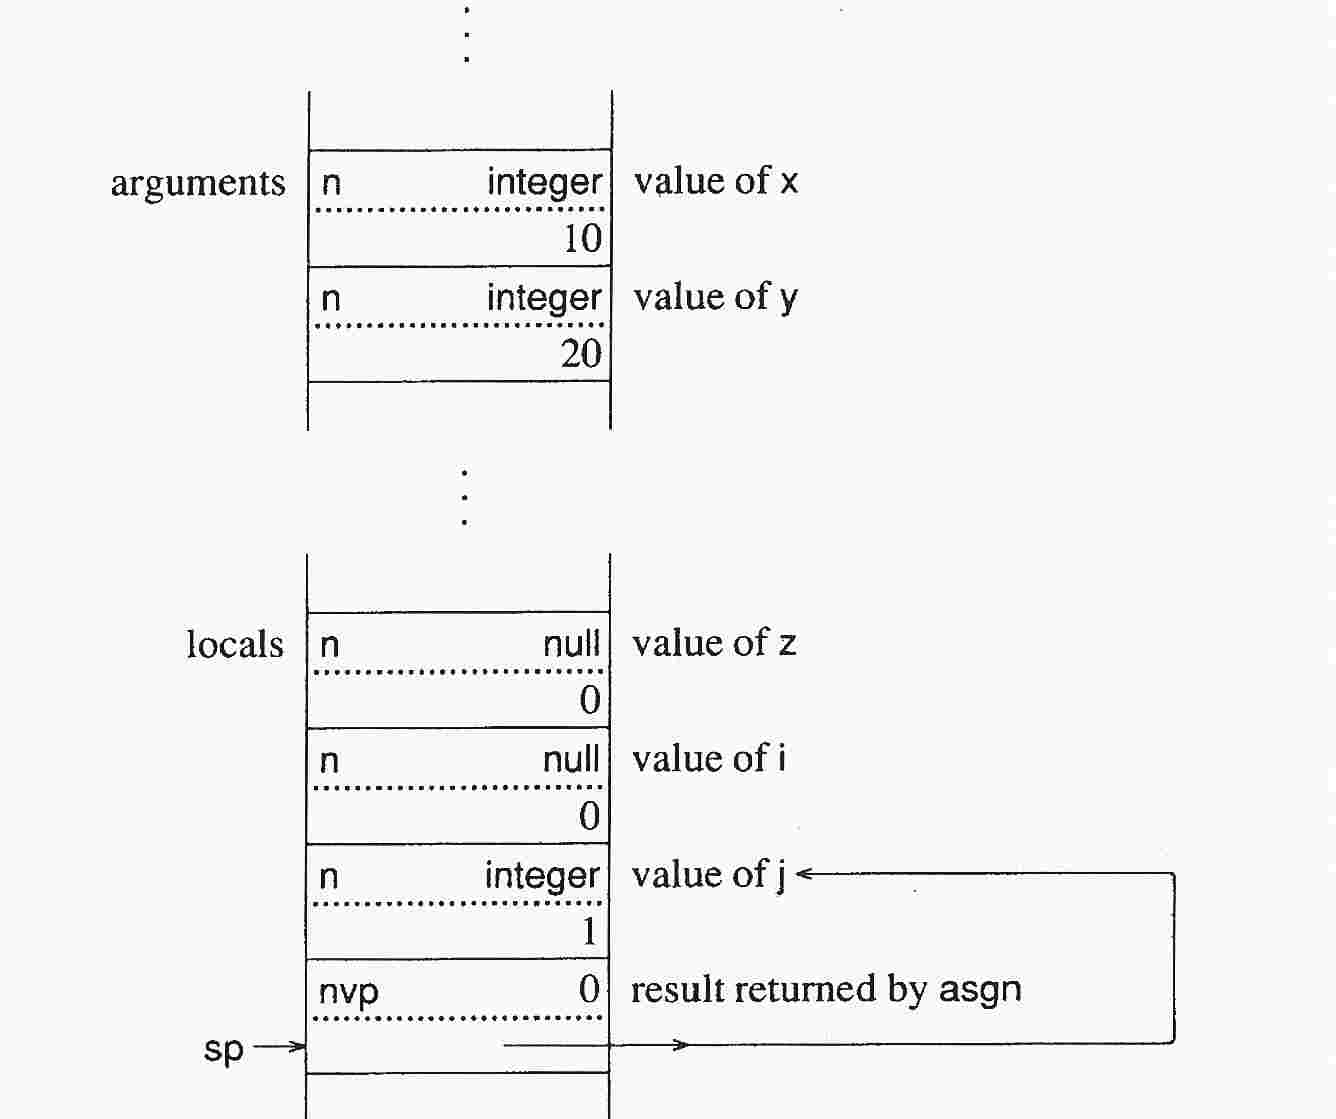 arguments n integer value of x
10
n integer value of y
20
locals n null value of z
0
n null value of i
0
n integer value of j
1
nvp 0 result returned by asgn
sp